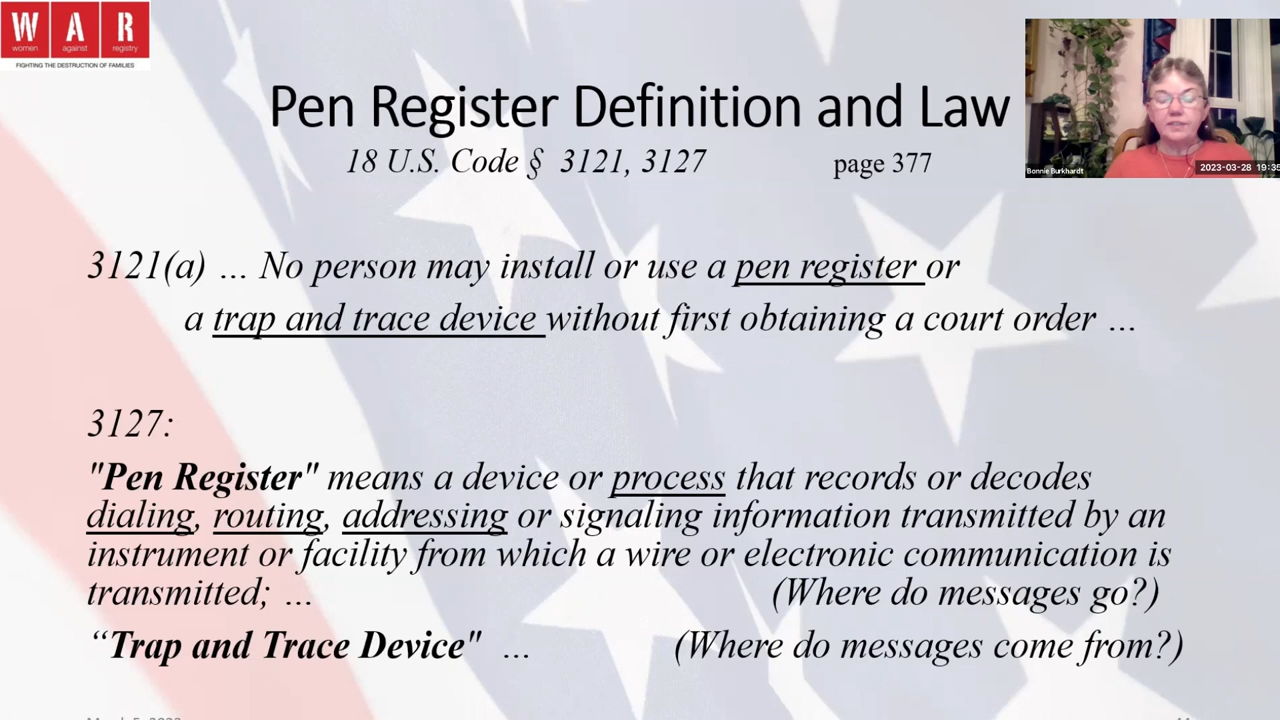 W A R
women against registry
FIGHTING THE DESTRUCTION OF FAMILIES
Pen Register Definition and Law
18 U.S. Code § 3121, 3127 page 377
Bonnie Burkhardt
2023-03-28 19:35
3121(a) ... No person may install or use a pen register or
a trap and trace device without first obtaining a court order ...
3127:
"Pen Register" means a device or process that records or decodes
dialing, routing, addressing or signaling information transmitted by an
instrument or facility from which a wire or electronic communication is
transmitted; ... (Where do messages go?)
“Trap and Trace Device" ... (Where do messages come from?)